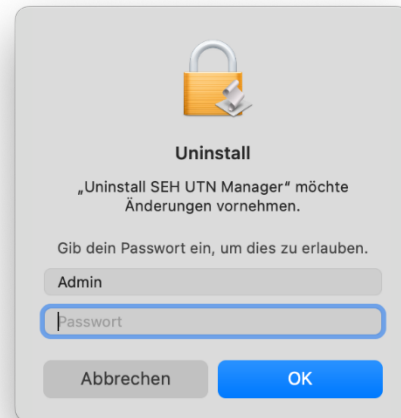 Uninstall
„Uninstall SEH UTN Manager“ möchte
Änderungen vornehmen.
Gib dein Passwort ein, um dies zu erlauben.
Admin
Passwort
Abbrechen
OK